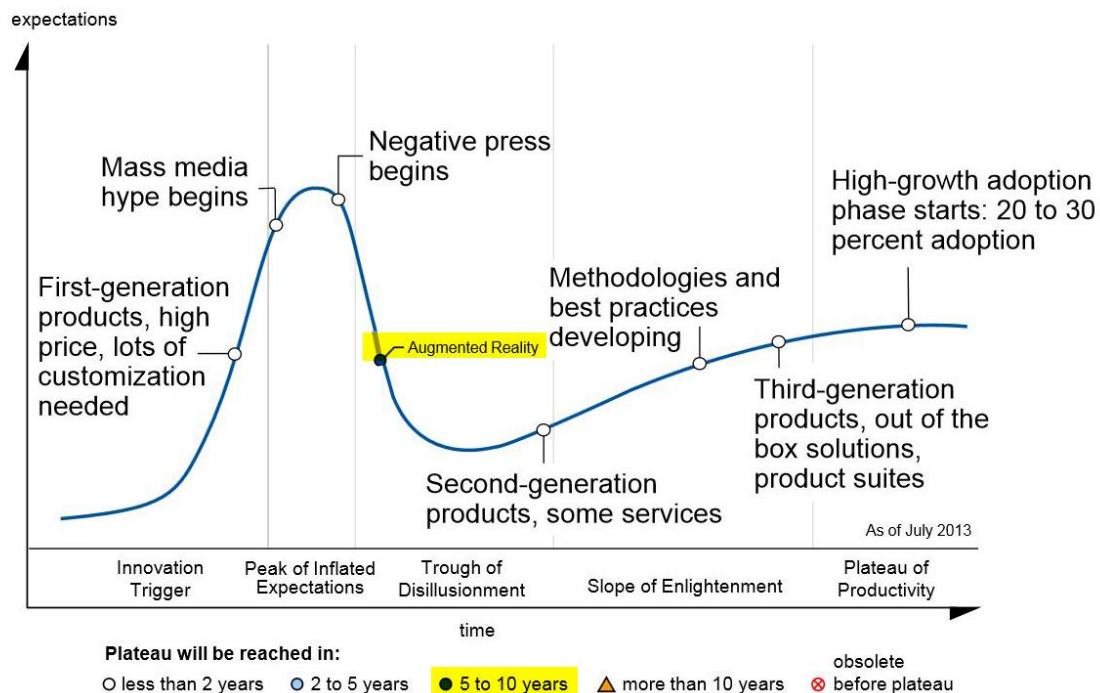 expectations
Mass media
hype begins
Negative press
begins
High-growth adoption
phase starts: 20 to 30
percent adoption
First-generation
products, high
price, lots of
customization
needed
Augmented Reality
Methodologies and
best practices
developing
Third-generation
products, out of the
box solutions,
product suites
Second-generation
products, some services
As of July 2013
Innovation
Trigger
Peak of Inflated
Expectations
Trough of
Disillusionment
Slope of Enlightenment
Plateau of
Productivity
time
Plateau will be reached in:
less than 2 years
2 to 5 years
5 to 10 years
more than 10 years
obsolete
before plateau